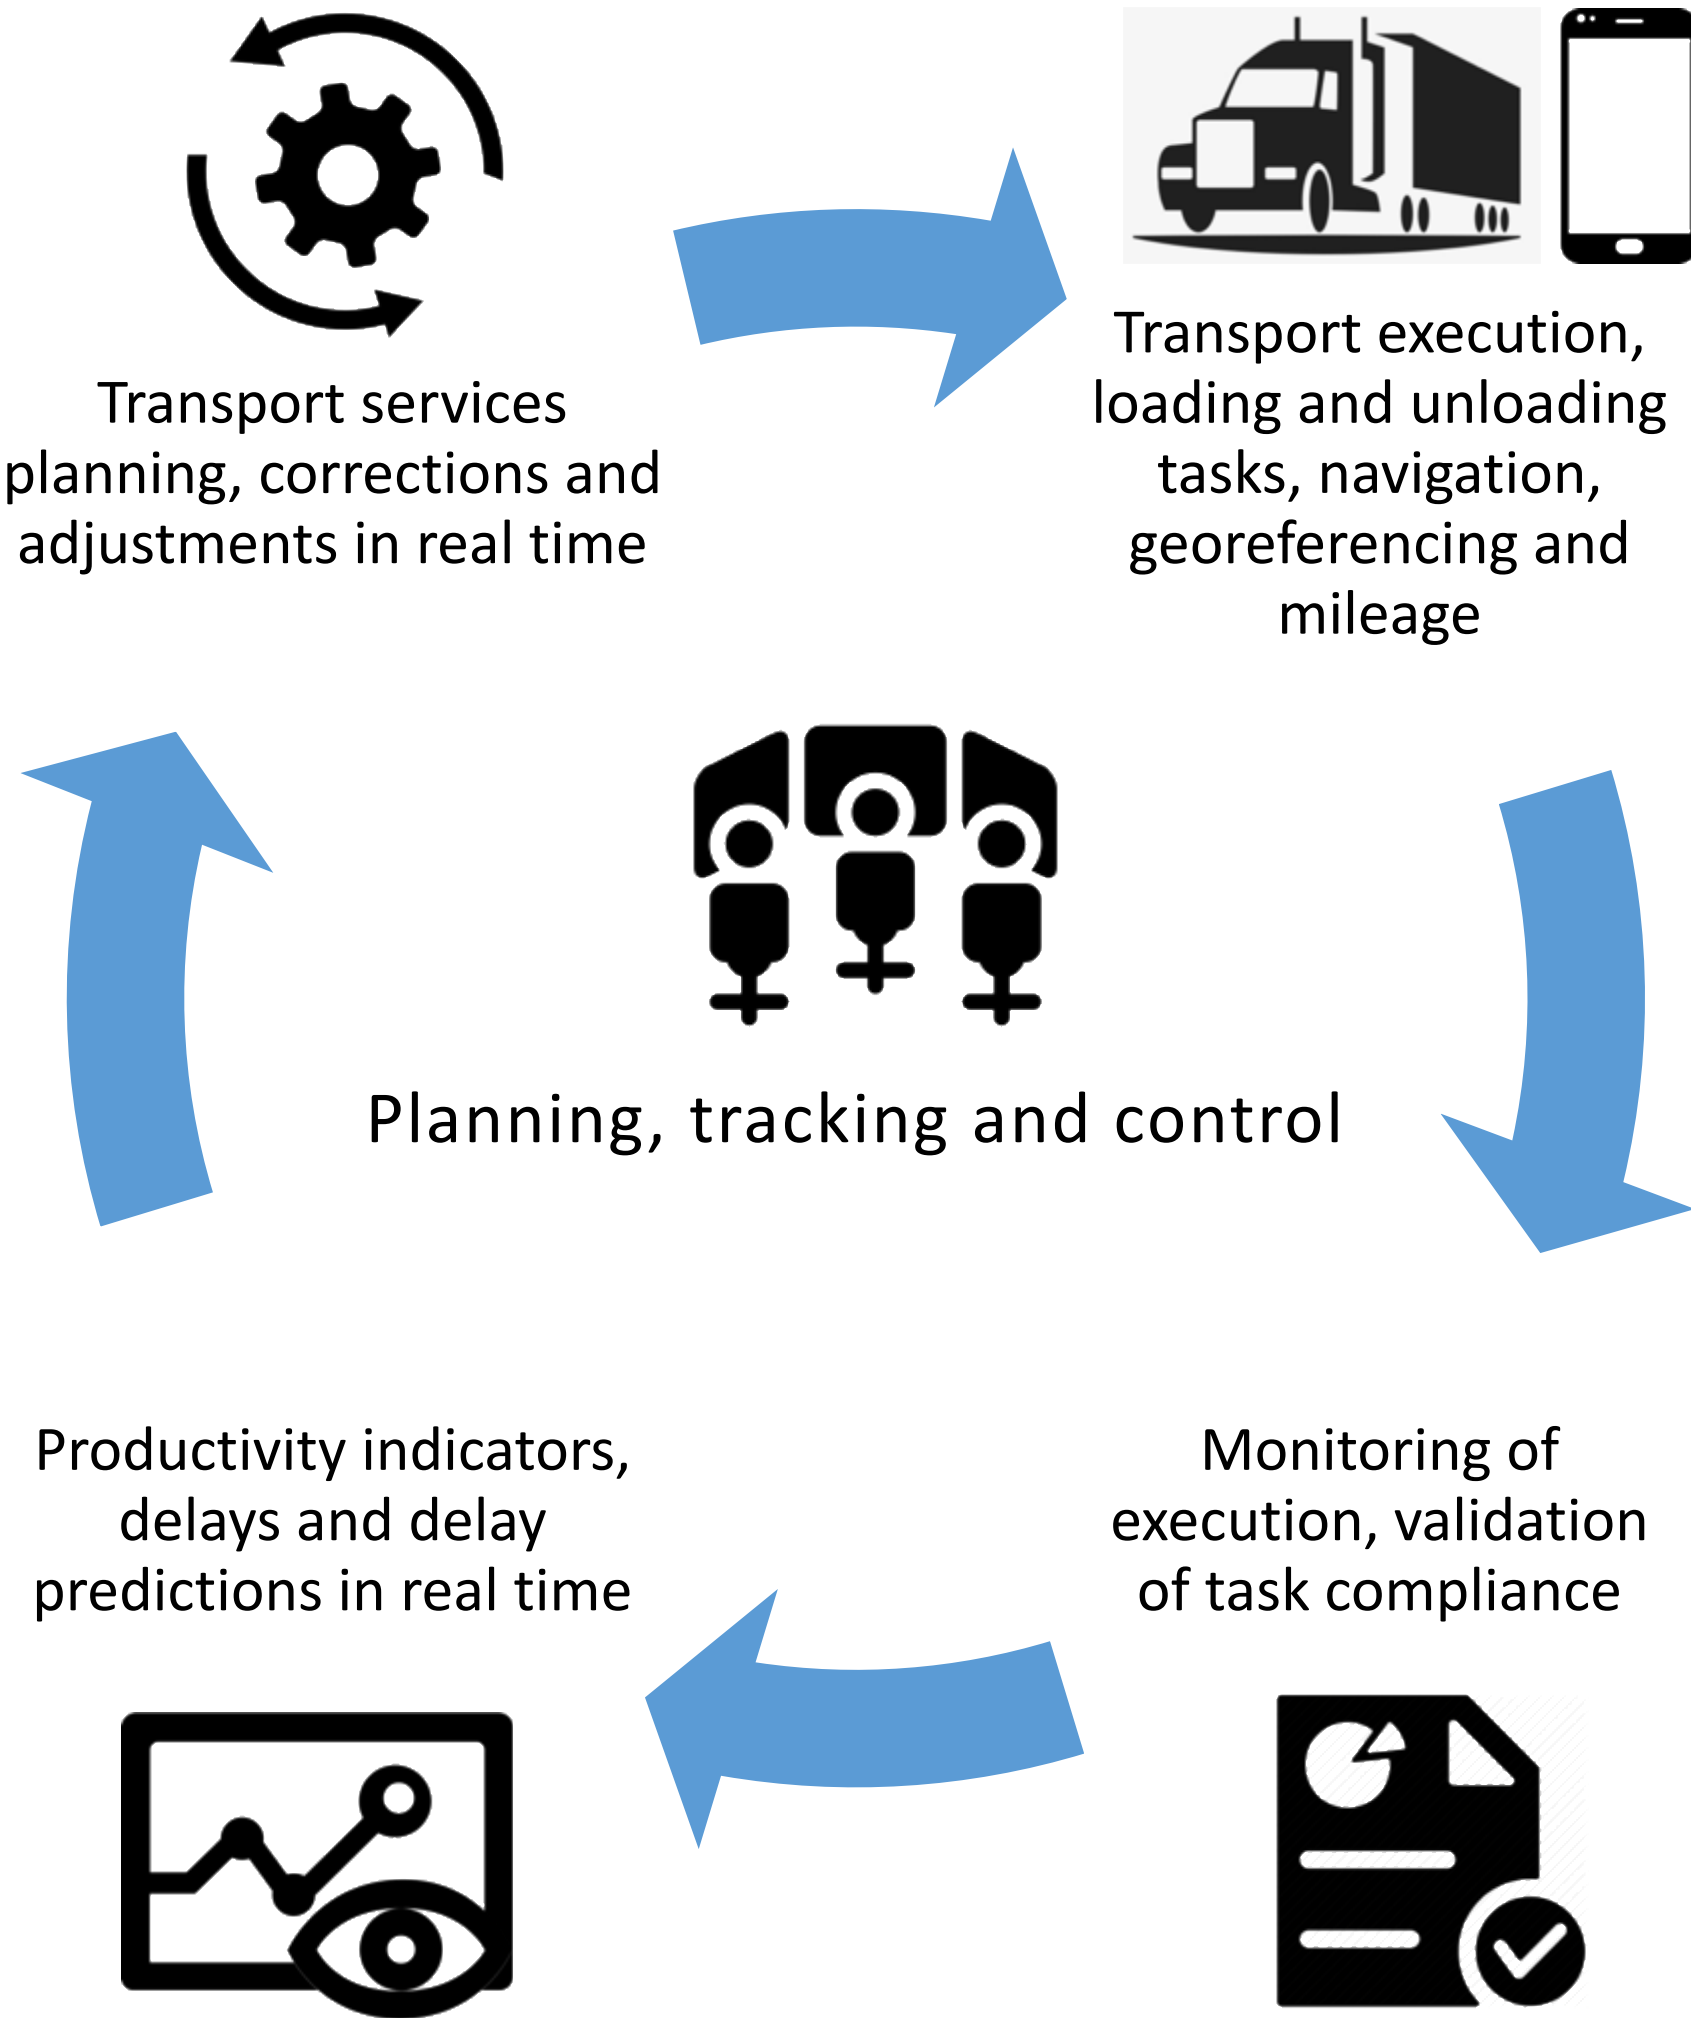 Transport services
planning, corrections and
adjustments in real time
Transport execution,
loading and unloading
tasks, navigation,
georeferencing and
mileage
Planning, tracking and control
Productivity indicators,
delays and delay
predictions in real time
Monitoring of
execution, validation
of task compliance